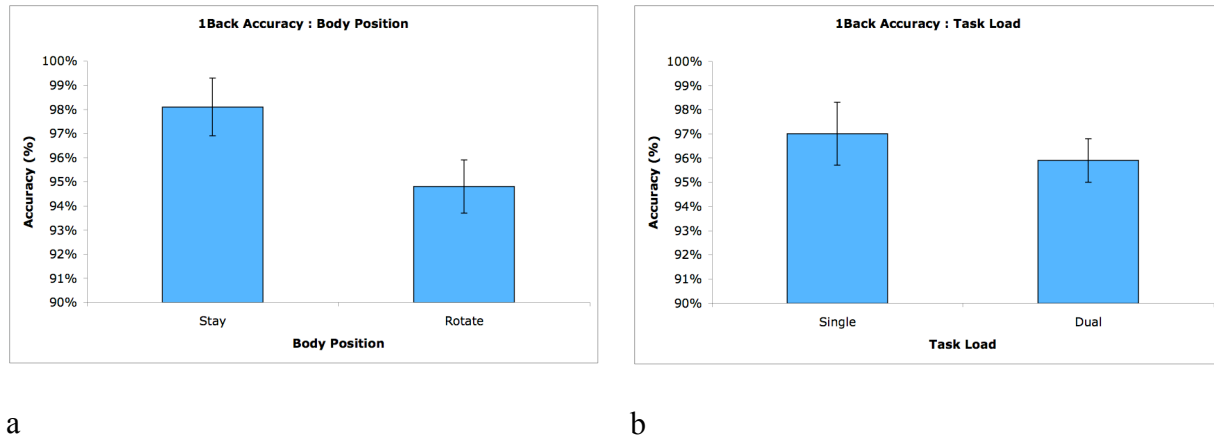 1Back Accuracy : Body Position
100%
99%
98%
97%
96%
95%
94%
93%
92%
91%
90%
Accuracy (%)
Stay
Rotate
Body Position
a
1Back Accuracy : Task Load
100%
99%
98%
97%
96%
95%
94%
93%
92%
91%
90%
Accuracy (%)
Single
Dual
Task Load
b